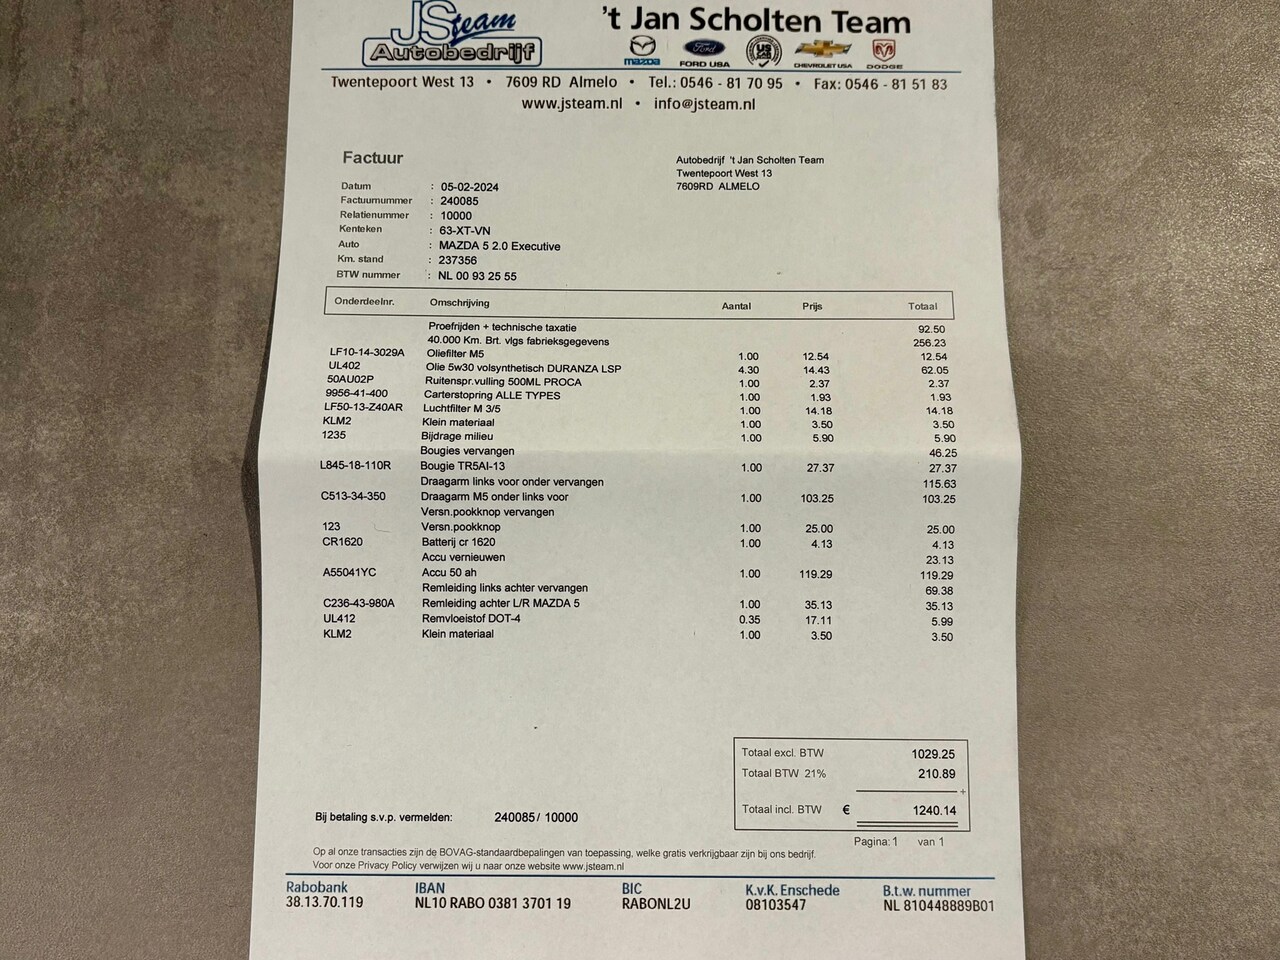 JSteam
Autobedrijf
't Jan Scholten Team
mazda
Ford
FORD USA
CHEVROLET USA
DODGE
Twentepoort West 13 • 7609 RD Almelo • Tel.: 0546 - 81 70 95 • Fax: 0546 - 81 51 83
www.jsteam.nl • info@jsteam.nl
Factuur
Autobedrijf 't Jan Scholten Team
Twentepoort West 13
7609RD ALMELO
Datum : 05-02-2024
Factuurnummer : 240085
Relatienummer : 10000
Kenteken : 63-XT-VN
Auto : MAZDA 5 2.0 Executive
Km. stand : 237356
BTW nummer : NL 00 93 25 55
Onderdeelnr. Omschrijving Aantal Prijs Totaal
Proefrijden + technische taxatie 92.50
40.000 Km. Brt. vlgs fabrieksgegevens 256.23
LF10-14-3029A Oliefilter M5 1.00 12.54 12.54
UL402 Olie 5w30 volsynthetisch DURANZA LSP 4.30 14.43 62.05
50AU02P Ruitenspr.vulling 500ML PROCA 1.00 2.37 2.37
9956-41-400 Carterstopring ALLE TYPES 1.00 1.93 1.93
LF50-13-Z40AR Luchtfilter M 3/5 1.00 14.18 14.18
KLM2 Klein materiaal 1.00 3.50 3.50
1235 Bijdrage milieu 1.00 5.90 5.90
Bougies vervangen 46.25
L845-18-110R Bougie TR5AI-13 1.00 27.37 27.37
Draagarm links voor onder vervangen 115.63
C513-34-350 Draagarm M5 onder links voor 1.00 103.25 103.25
Versn.pookknop vervangen
123 Versn.pookknop 1.00 25.00 25.00
CR1620 Batterij cr 1620 1.00 4.13 4.13
Accu vernieuwen 23.13
A55041YC Accu 50 ah 1.00 119.29 119.29
Remleiding links achter vervangen 69.38
C236-43-980A Remleiding achter L/R MAZDA 5 1.00 35.13 35.13
UL412 Remvloeistof DOT-4 0.35 17.11 5.99
KLM2 Klein materiaal 1.00 3.50 3.50
Totaal excl. BTW 1029.25
Totaal BTW 21% 210.89
+
Totaal incl. BTW € 1240.14
Bij betaling s.v.p. vermelden: 240085/ 10000
Pagina: 1 van 1
Op al onze transacties zijn de BOVAG-standaardbepalingen van toepassing, welke gratis verkrijgbaar zijn bij ons bedrijf.
Voor onze Privacy Policy verwijzen wij u naar onze website www.jsteam.nl
Rabobank IBAN BIC K.v.K. Enschede B.t.w. nummer
38.13.70.119 NL10 RABO 0381 3701 19 RABONL2U 08103547 NL 810448889B01